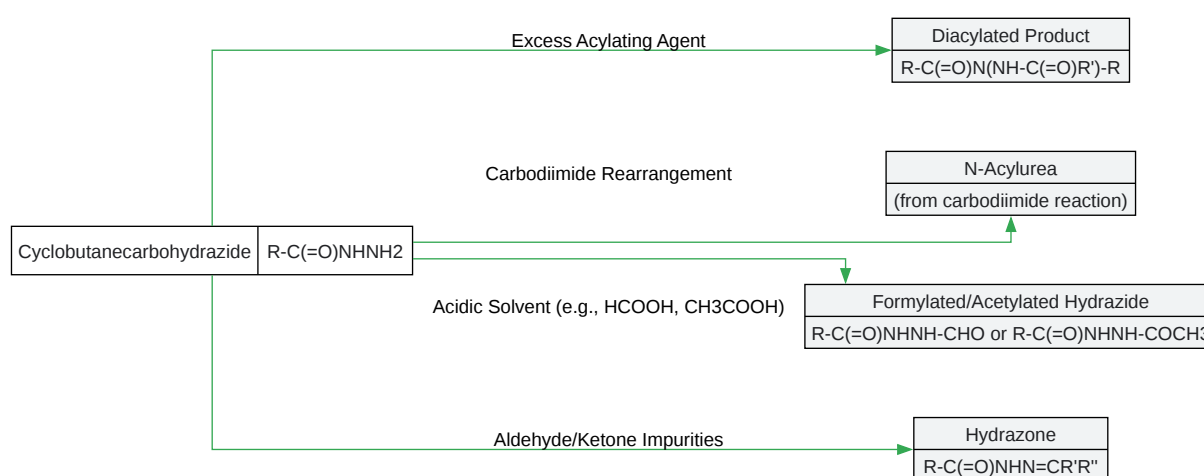 Excess Acylating Agent
Diacylated Product
R-C(=O)N(NH-C(=O)R')-R
Carbodiimide Rearrangement
N-Acylurea
(from carbodiimide reaction)
Cyclobutanecarbohydrazide
R-C(=O)NHNH2
Acidic Solvent (e.g., HCOOH, CH3COOH)
Formylated/Acetylated Hydrazide
R-C(=O)NHNH-CHO or R-C(=O)NHNH-COCH3
Aldehyde/Ketone Impurities
Hydrazone
R-C(=O)NHN=CR'R''